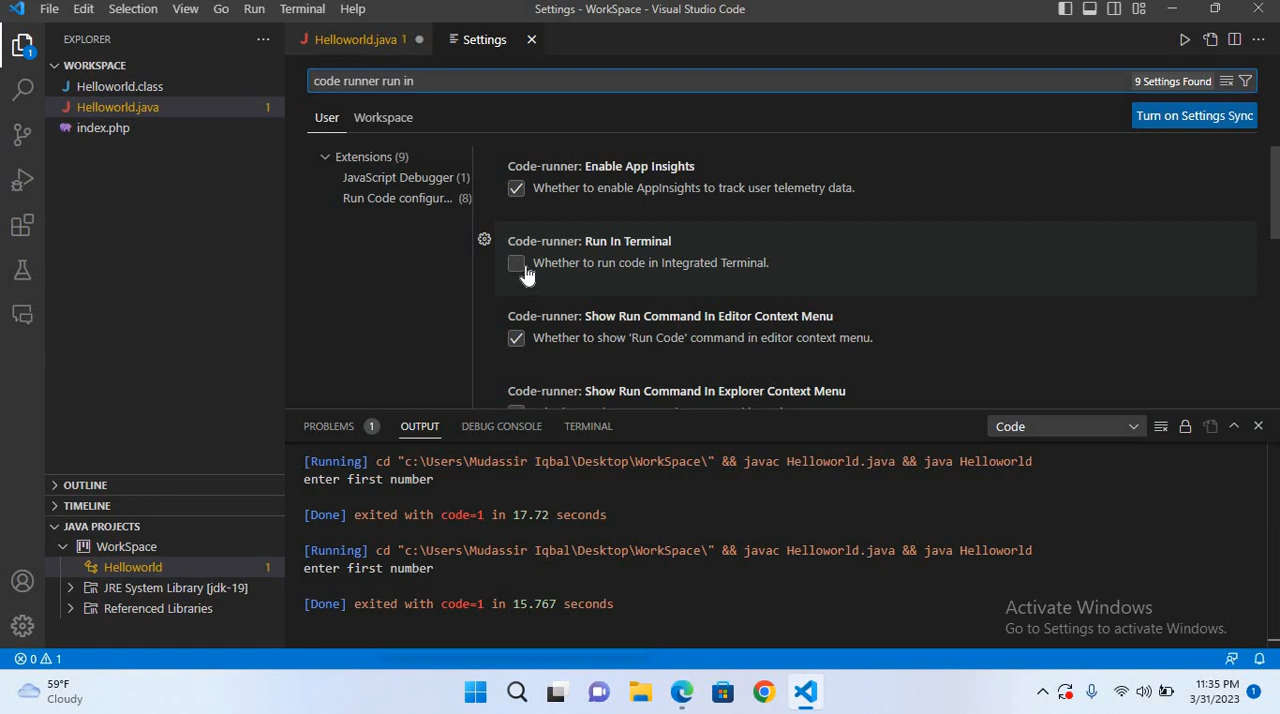 File Edit Selection View Go Run Terminal Help Settings - WorkSpace - Visual Studio Code
EXPLORER
WORKSPACE
Helloworld.class
Helloworld.java 1
index.php
OUTLINE
TIMELINE
JAVA PROJECTS
WorkSpace
Helloworld 1
JRE System Library [jdk-19]
Referenced Libraries
Helloworld.java 1 Settings
code runner run in 9 Settings Found
User Workspace Turn on Settings Sync
Extensions (9)
JavaScript Debugger (1)
Run Code configur... (8)
Code-runner: Enable App Insights
Whether to enable AppInsights to track user telemetry data.
Code-runner: Run In Terminal
Whether to run code in Integrated Terminal.
Code-runner: Show Run Command In Editor Context Menu
Whether to show 'Run Code' command in editor context menu.
Code-runner: Show Run Command In Explorer Context Menu
PROBLEMS 1 OUTPUT DEBUG CONSOLE TERMINAL Code
[Running] cd "c:\Users\Mudassir Iqbal\Desktop\WorkSpace\" && javac Helloworld.java && java Helloworld
enter first number
[Done] exited with code=1 in 17.72 seconds
[Running] cd "c:\Users\Mudassir Iqbal\Desktop\WorkSpace\" && javac Helloworld.java && java Helloworld
enter first number
[Done] exited with code=1 in 15.767 seconds
Activate Windows
Go to Settings to activate Windows.
1
0 1
59°F
Cloudy
11:35 PM
3/31/2023
1